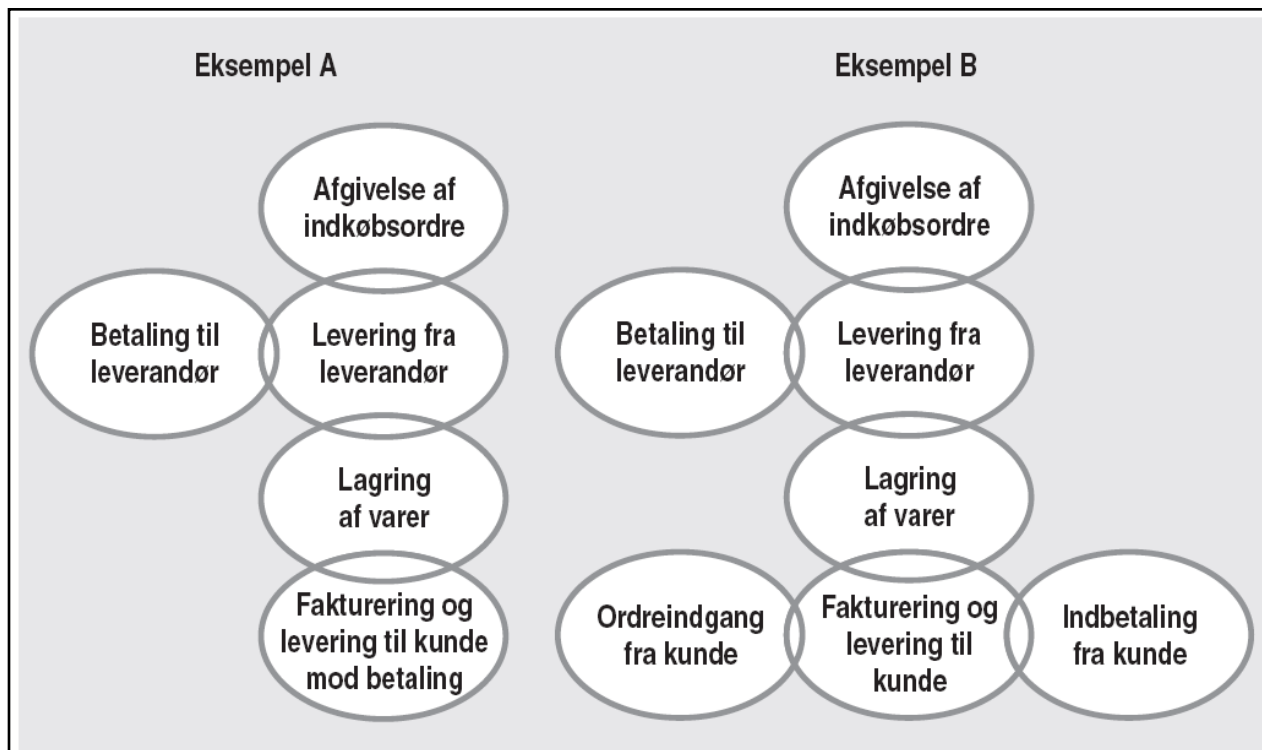 Eksempel A
Afgivelse af
indkøbsordre
Betaling til
leverandør
Levering fra
leverandør
Lagring
af varer
Fakturering og
levering til kunde
mod betaling
Eksempel B
Afgivelse af
indkøbsordre
Betaling til
leverandør
Levering fra
leverandør
Lagring
af varer
Ordreindgang
fra kunde
Fakturering og
levering til
kunde
Indbetaling
fra kunde